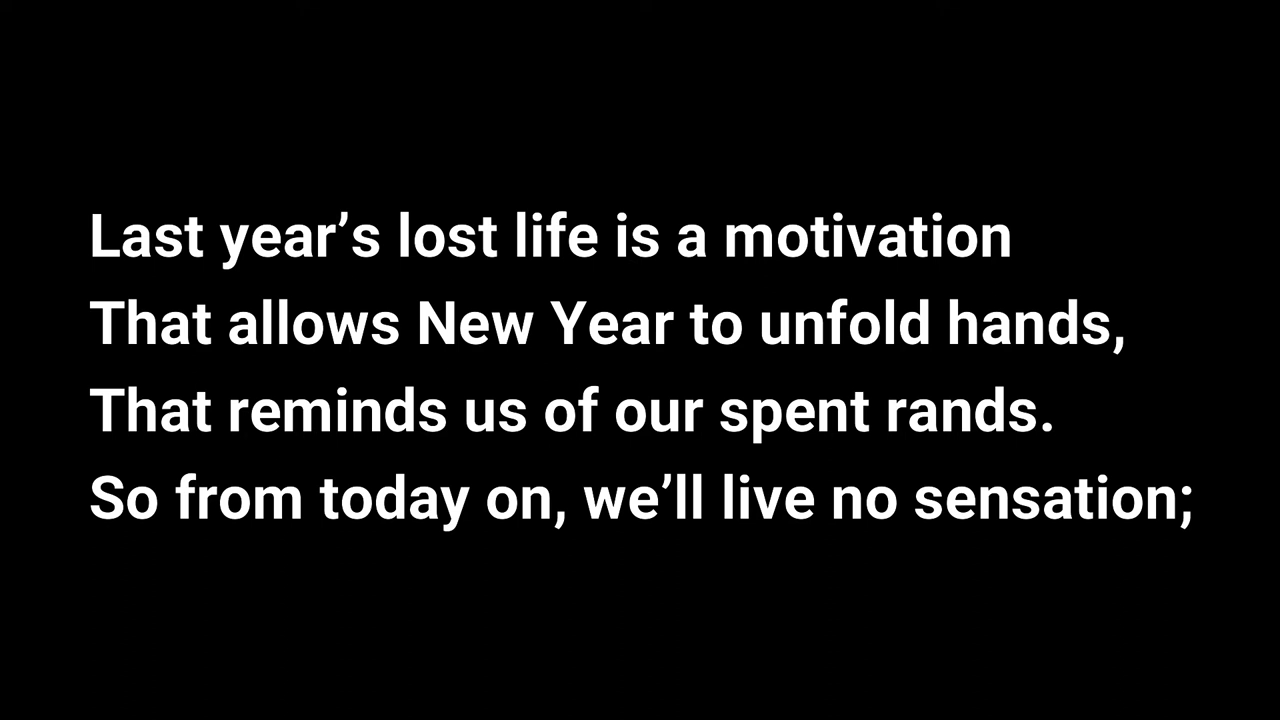 Last year’s lost life is a motivation
That allows New Year to unfold hands,
That reminds us of our spent rands.
So from today on, we’ll live no sensation;